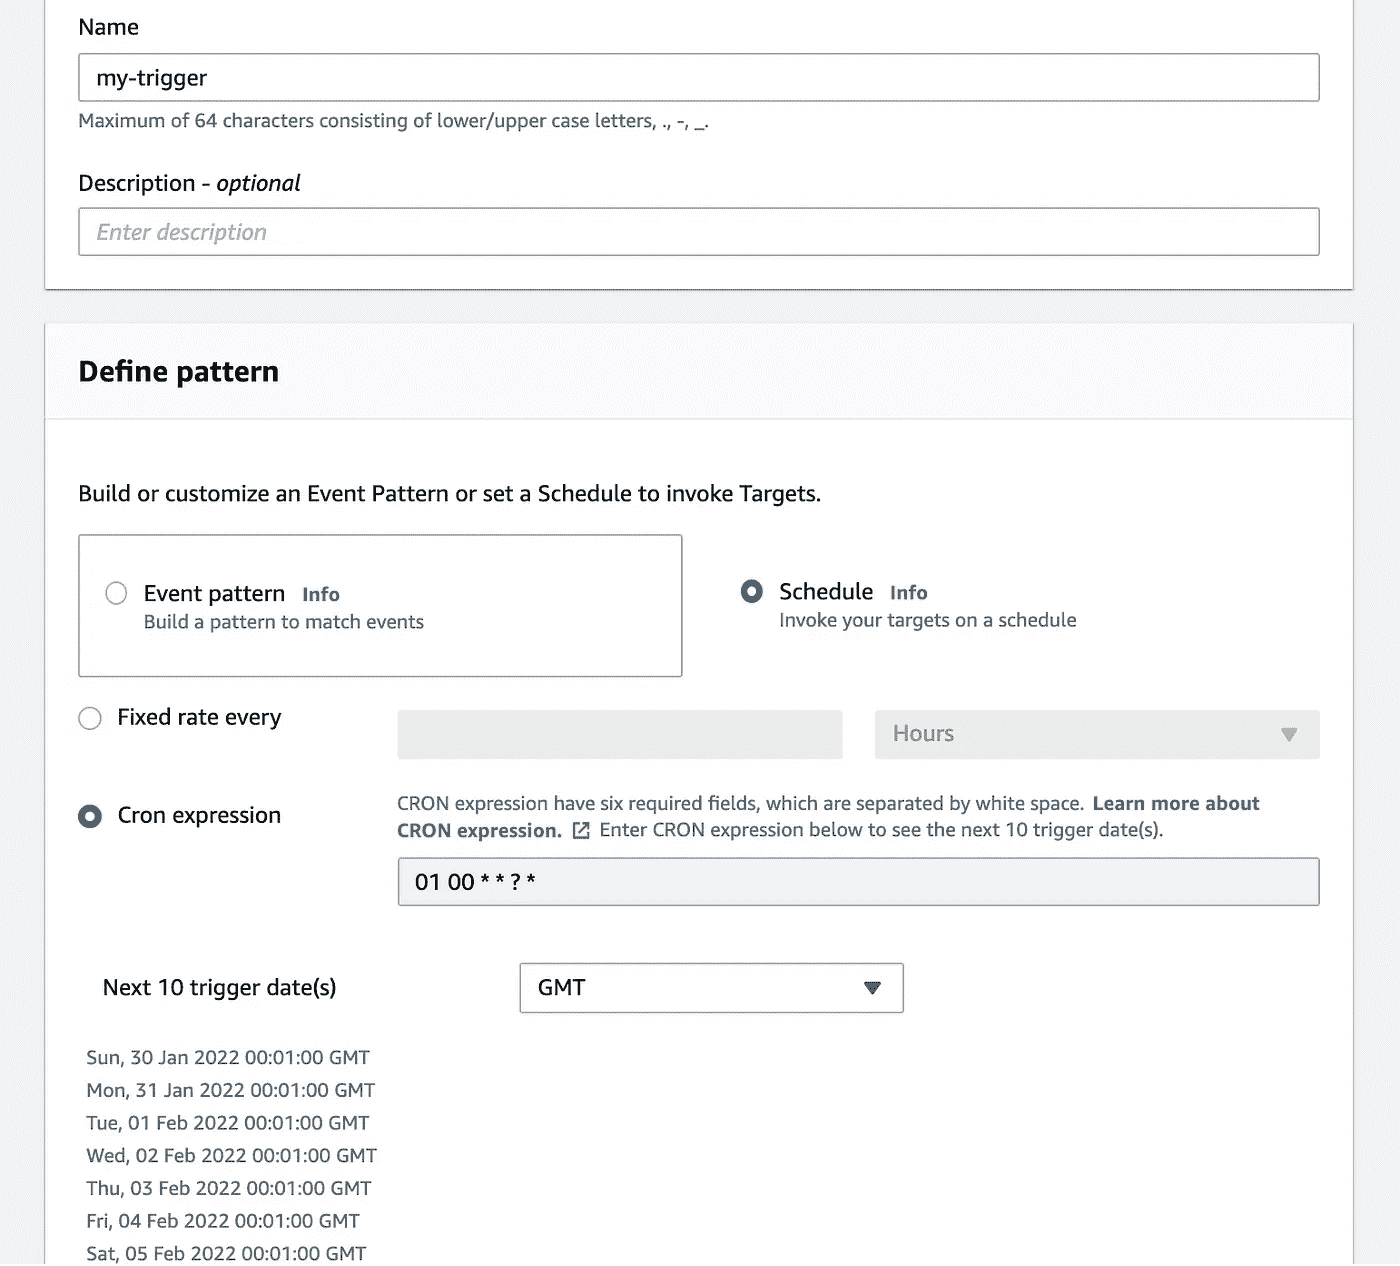 Name
my-trigger
Maximum of 64 characters consisting of lower/upper case letters, ., -, _.
Description - optional
Enter description
Define pattern
Build or customize an Event Pattern or set a Schedule to invoke Targets.
Event pattern Info
Build a pattern to match events
Schedule Info
Invoke your targets on a schedule
Fixed rate every
Hours
Cron expression
CRON expression have six required fields, which are separated by white space. Learn more about
CRON expression. Enter CRON expression below to see the next 10 trigger date(s).
01 00 * * ? *
Next 10 trigger date(s)
GMT
Sun, 30 Jan 2022 00:01:00 GMT
Mon, 31 Jan 2022 00:01:00 GMT
Tue, 01 Feb 2022 00:01:00 GMT
Wed, 02 Feb 2022 00:01:00 GMT
Thu, 03 Feb 2022 00:01:00 GMT
Fri, 04 Feb 2022 00:01:00 GMT
Sat, 05 Feb 2022 00:01:00 GMT